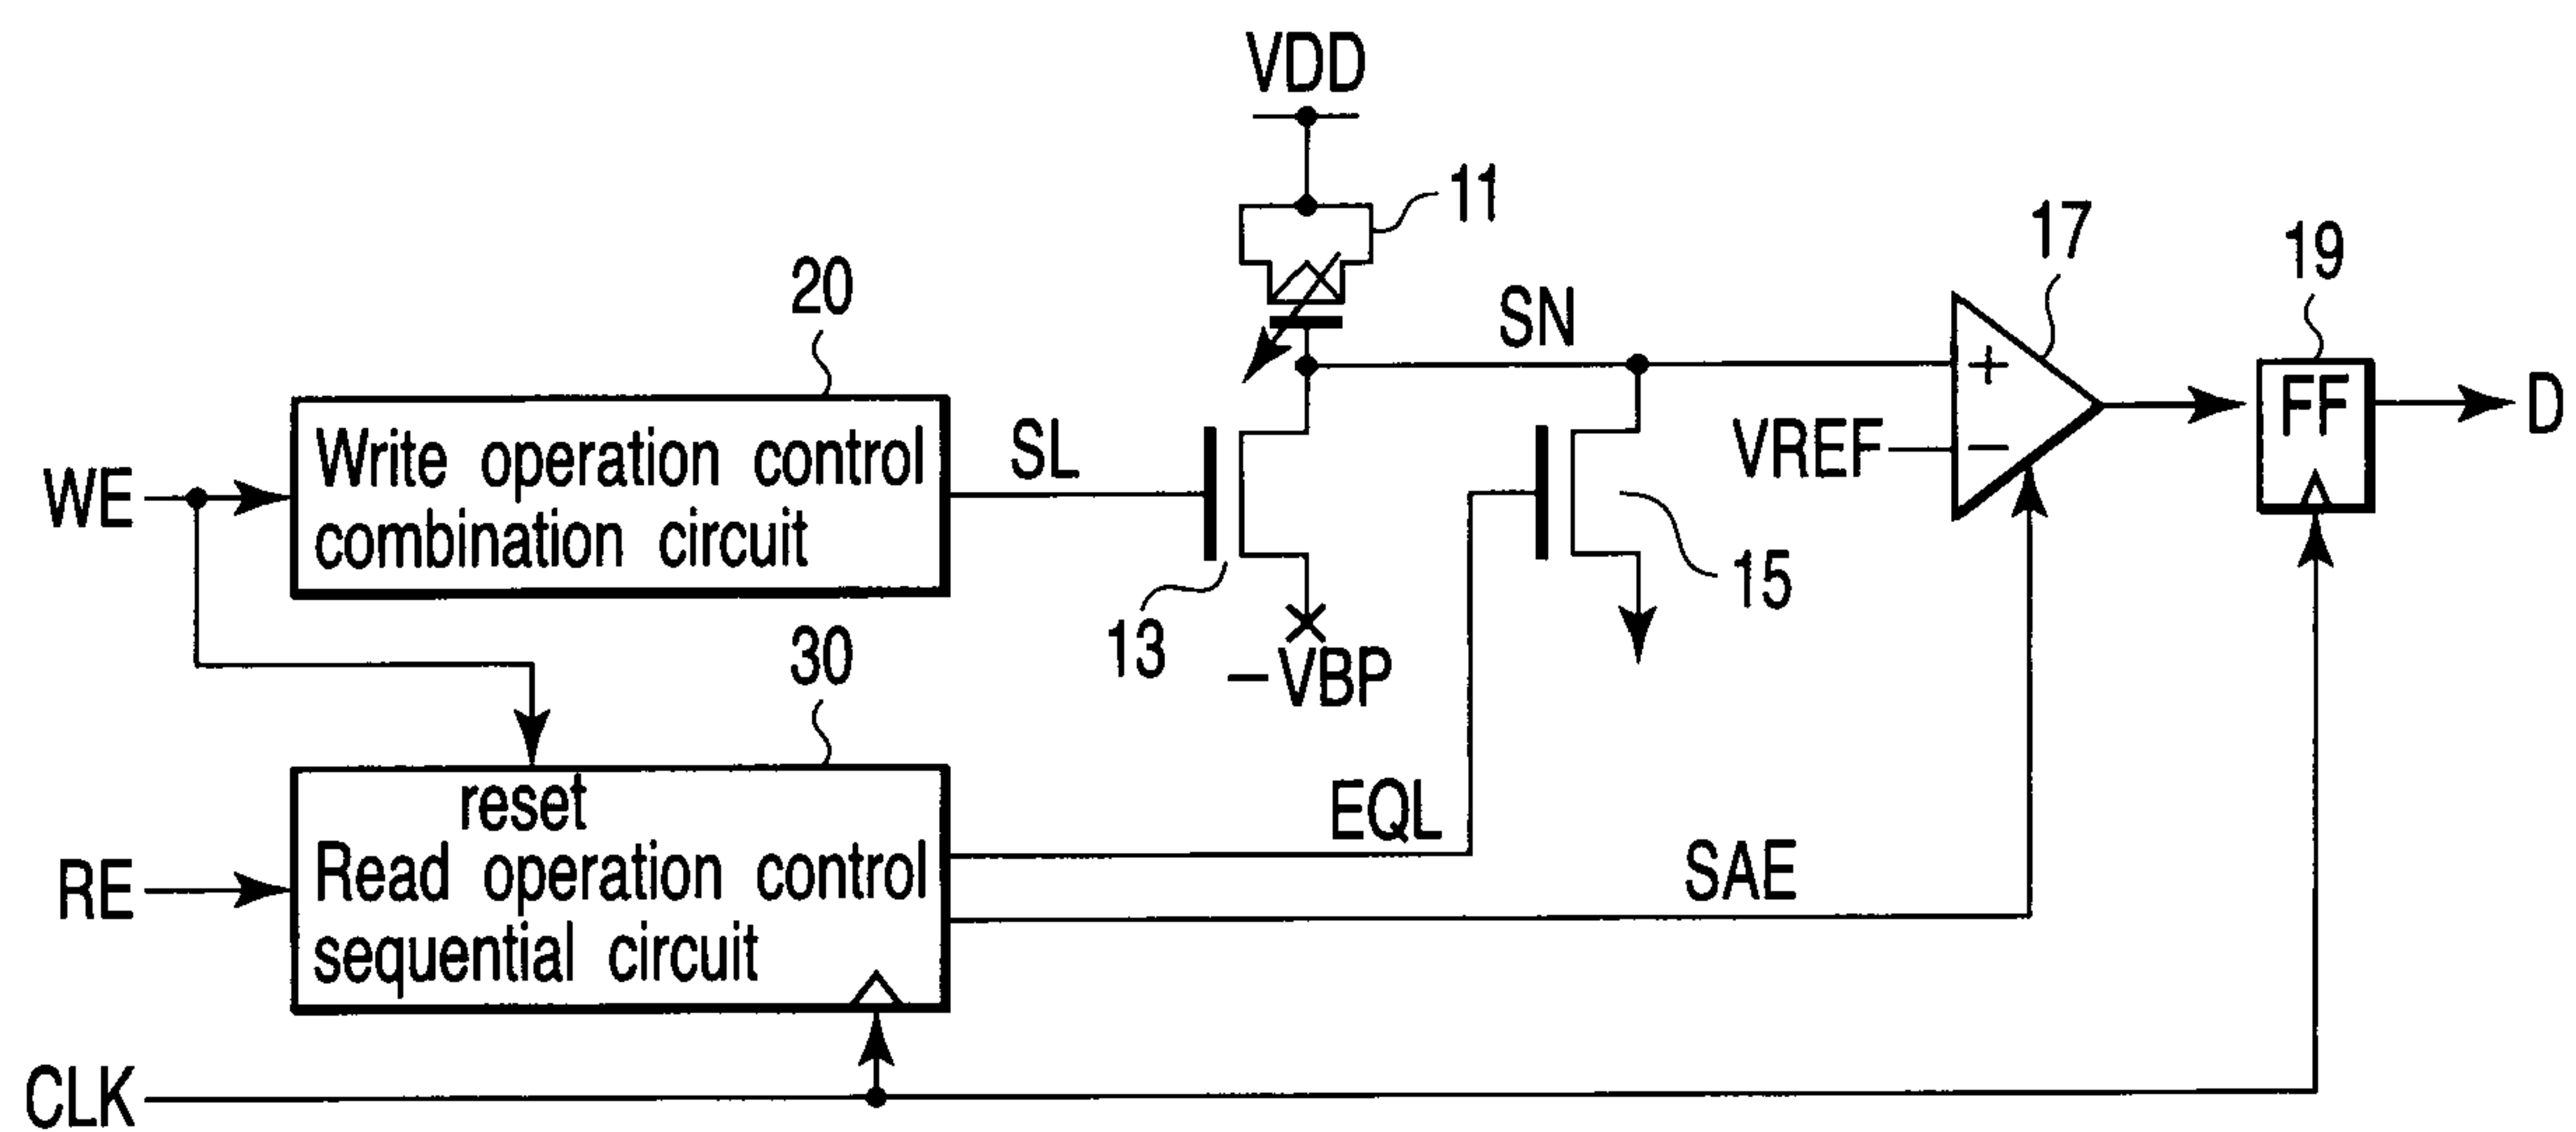 VDD
11
17
19
20
SN
+
FF
D
SL
VREF
−
WE
Write operation control
combination circuit
15
13
−VBP
30
reset
EQL
RE
Read operation control
sequential circuit
SAE
CLK